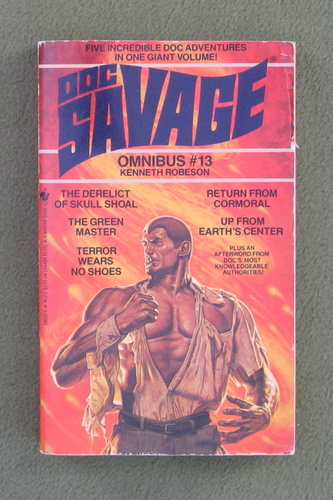 FIVE INCREDIBLE DOC ADVENTURES
IN ONE GIANT VOLUME!
DOC
SAVAGE
OMNIBUS #13
KENNETH ROBESON
THE DERELICT
OF SKULL SHOAL
THE GREEN
MASTER
TERROR
WEARS
NO SHOES
RETURN FROM
CORMORAL
UP FROM
EARTH'S CENTER
PLUS AN
AFTERWORD FROM
DOC'S MOST
KNOWLEDGEABLE
AUTHORITIES!